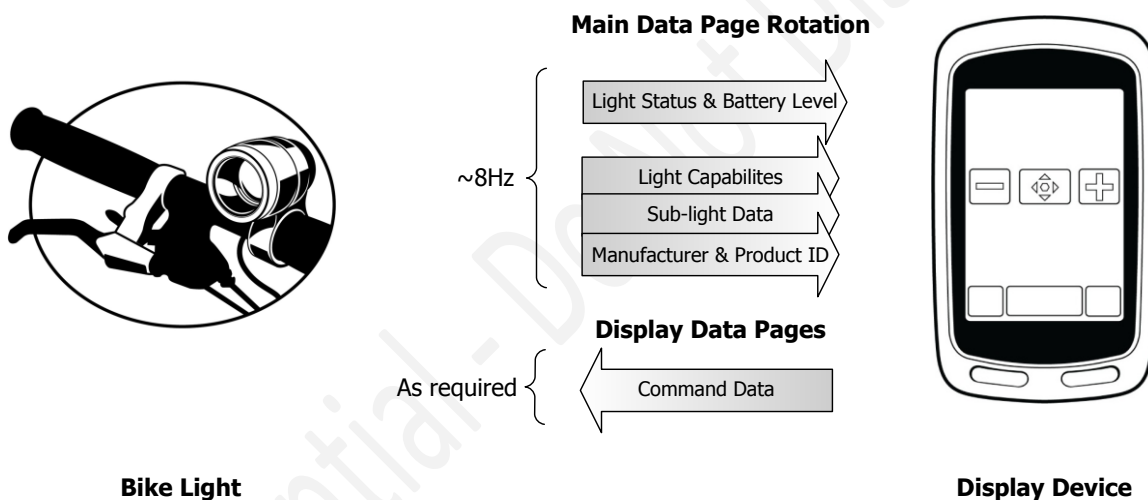 Main Data Page Rotation
Light Status & Battery Level
~8Hz
Light Capabilites
Sub-light Data
Manufacturer & Product ID
Display Data Pages
As required
Command Data
Bike Light
Display Device